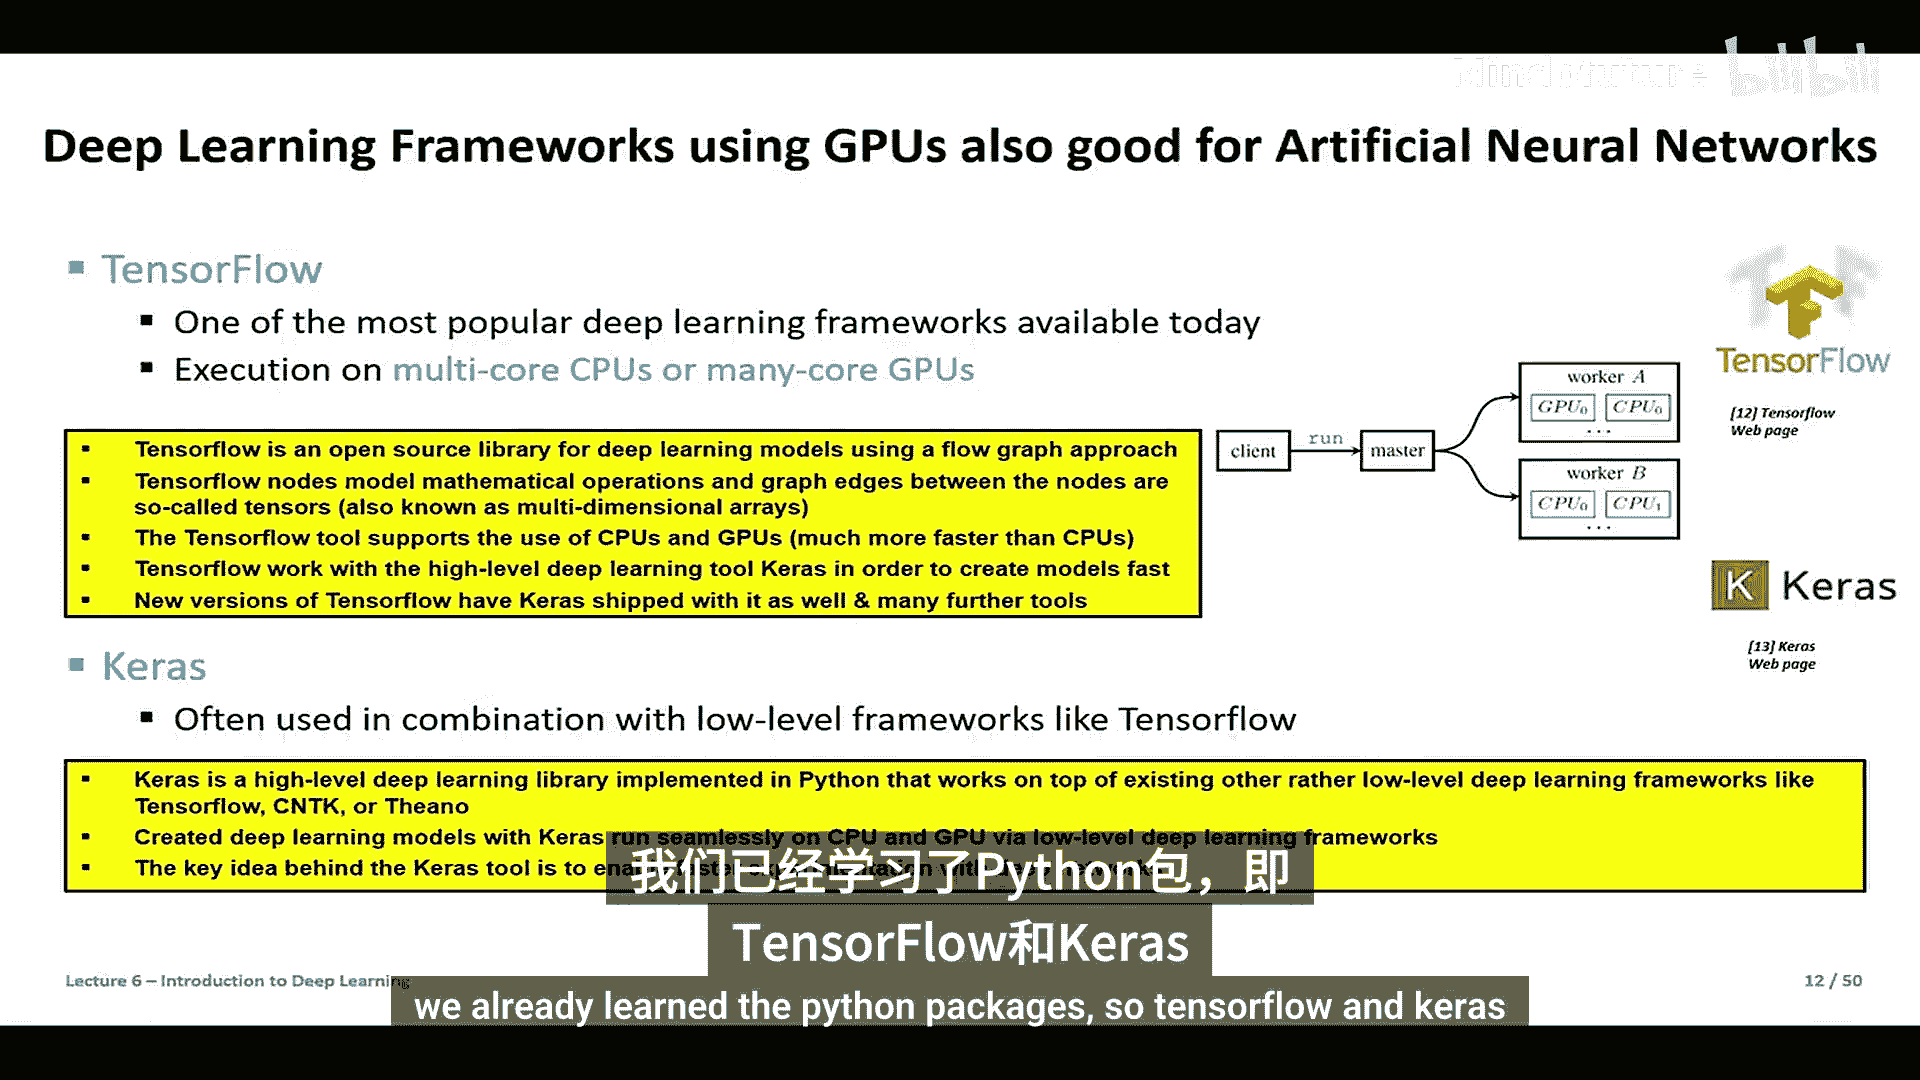 bilibili
Deep Learning Frameworks using GPUs also good for Artificial Neural Networks
TensorFlow
One of the most popular deep learning frameworks available today
Execution on multi-core CPUs or many-core GPUs
Tensorflow is an open source library for deep learning models using a flow graph approach
Tensorflow nodes model mathematical operations and graph edges between the nodes are
so-called tensors (also known as multi-dimensional arrays)
The Tensorflow tool supports the use of CPUs and GPUs (much more faster than CPUs)
Tensorflow work with the high-level deep learning tool Keras in order to create models fast
New versions of Tensorflow have Keras shipped with it as well & many further tools
client
run
master
worker A
GPU₀ CPU₀
...
worker B
CPU₀ CPU₁
...
TensorFlow
[12] Tensorflow
Web page
K Keras
[13] Keras
Web page
Keras
Often used in combination with low-level frameworks like Tensorflow
Keras is a high-level deep learning library implemented in Python that works on top of existing other rather low-level deep learning frameworks like
Tensorflow, CNTK, or Theano
Created deep learning models with Keras run seamlessly on CPU and GPU via low-level deep learning frameworks
The key idea behind the Keras tool is to enable faster experimentation with deep networks
我们已经学习了Python包，即
TensorFlow和Keras
we already learned the python packages, so tensorflow and keras
Lecture 6 – Introduction to Deep Learning
12 / 50